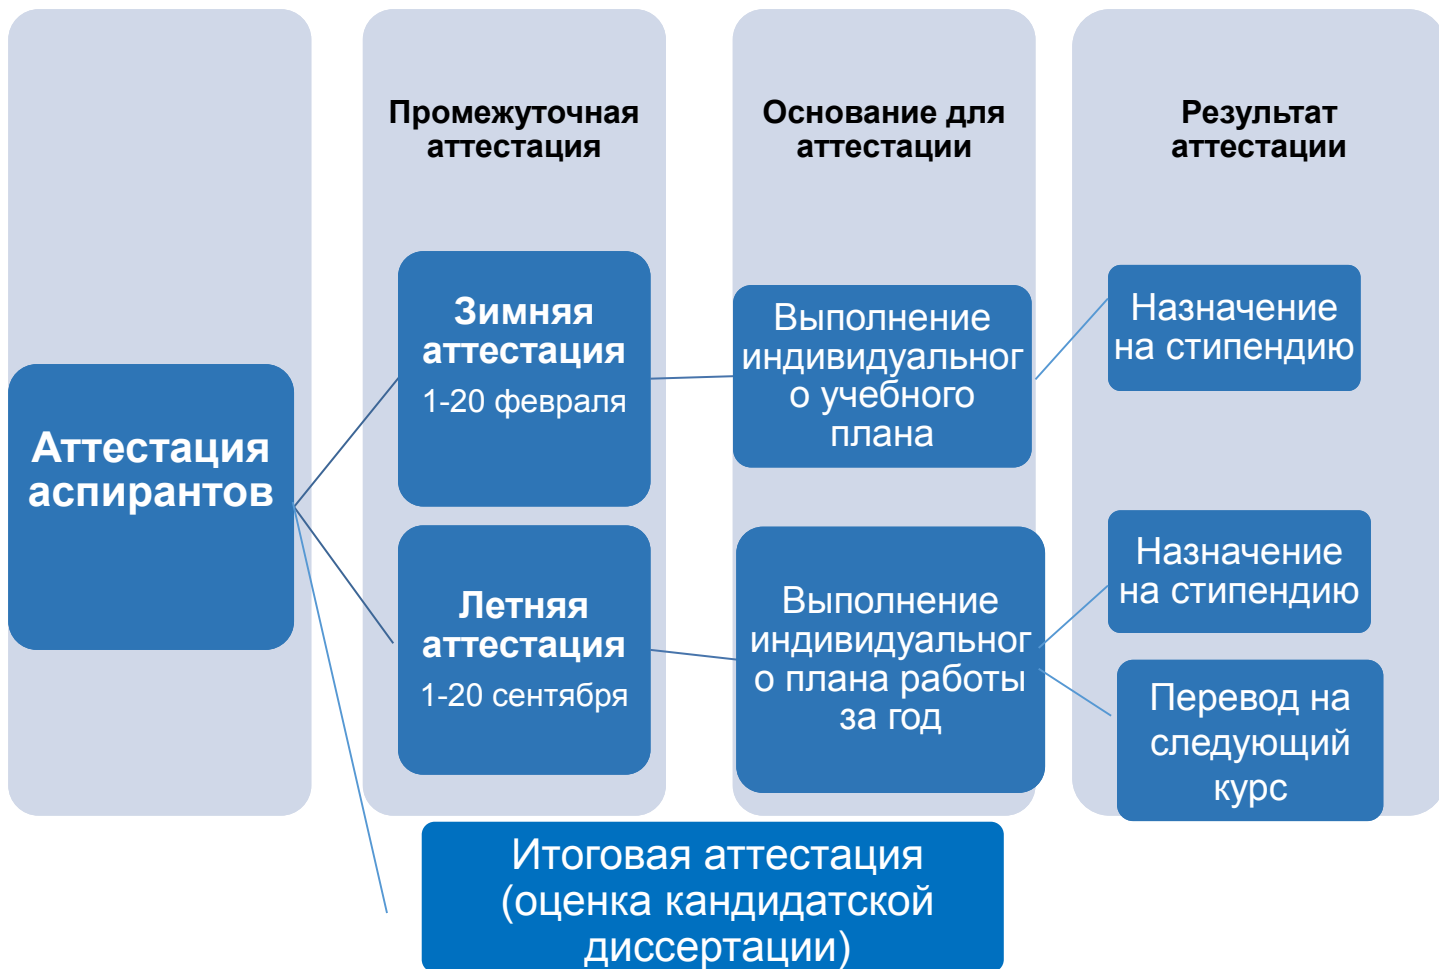 Промежуточная
аттестация
Основание для
аттестации
Результат
аттестации
Аттестация
аспирантов
Зимняя
аттестация
1-20 февраля
Выполнение
индивидуальног
о учебного
плана
Назначение
на стипендию
Летняя
аттестация
1-20 сентября
Выполнение
индивидуальног
о плана работы
за год
Назначение
на стипендию
Перевод на
следующий
курс
Итоговая аттестация
(оценка кандидатской
диссертации)